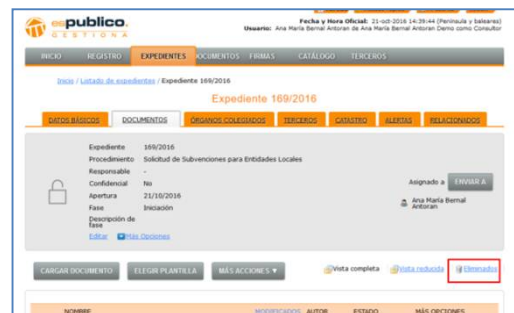 espublico.
GESTIONA
Fecha y Hora Oficial: 21-oct-2016 14:39:44 (Península y baleares)
Usuario: Ana María Bernal Antoran de Ana María Bernal Antoran Demo como Consultor
INICIO REGISTRO EXPEDIENTES DOCUMENTOS FIRMAS CATÁLOGO TERCEROS
Inicio / Listado de expedientes / Expediente 169/2016
Expediente 169/2016
DATOS BÁSICOS DOCUMENTOS ÓRGANOS COLEGIADOS TERCEROS CATASTRO ALERTAS RELACIONADOS
Expediente 169/2016
Procedimiento Solicitud de Subvenciones para Entidades Locales
Responsable -
Confidencial No
Apertura 21/10/2016
Fase Iniciación
Descripción de fase
Editar Más Opciones
Asignado a ENVIAR A
Ana María Bernal Antoran
CARGAR DOCUMENTO ELEGIR PLANTILLA MÁS ACCIONES ▼ Vista completa Vista reducida Eliminados
NOMBRE MODIFICADOS AUTOR ESTADO MÁS OPCIONES